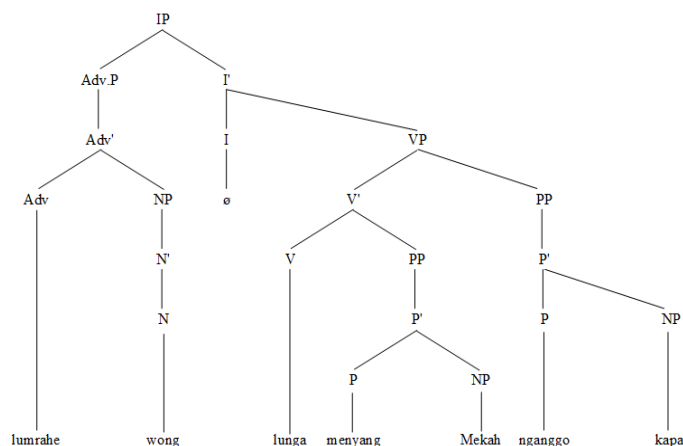 IP
Adv.P I'
Adv' I VP
Adv NP ø V' PP
N' V PP P'
N P' P NP
P NP
lumrahe wong lunga menyang Mekah nganggo kapa